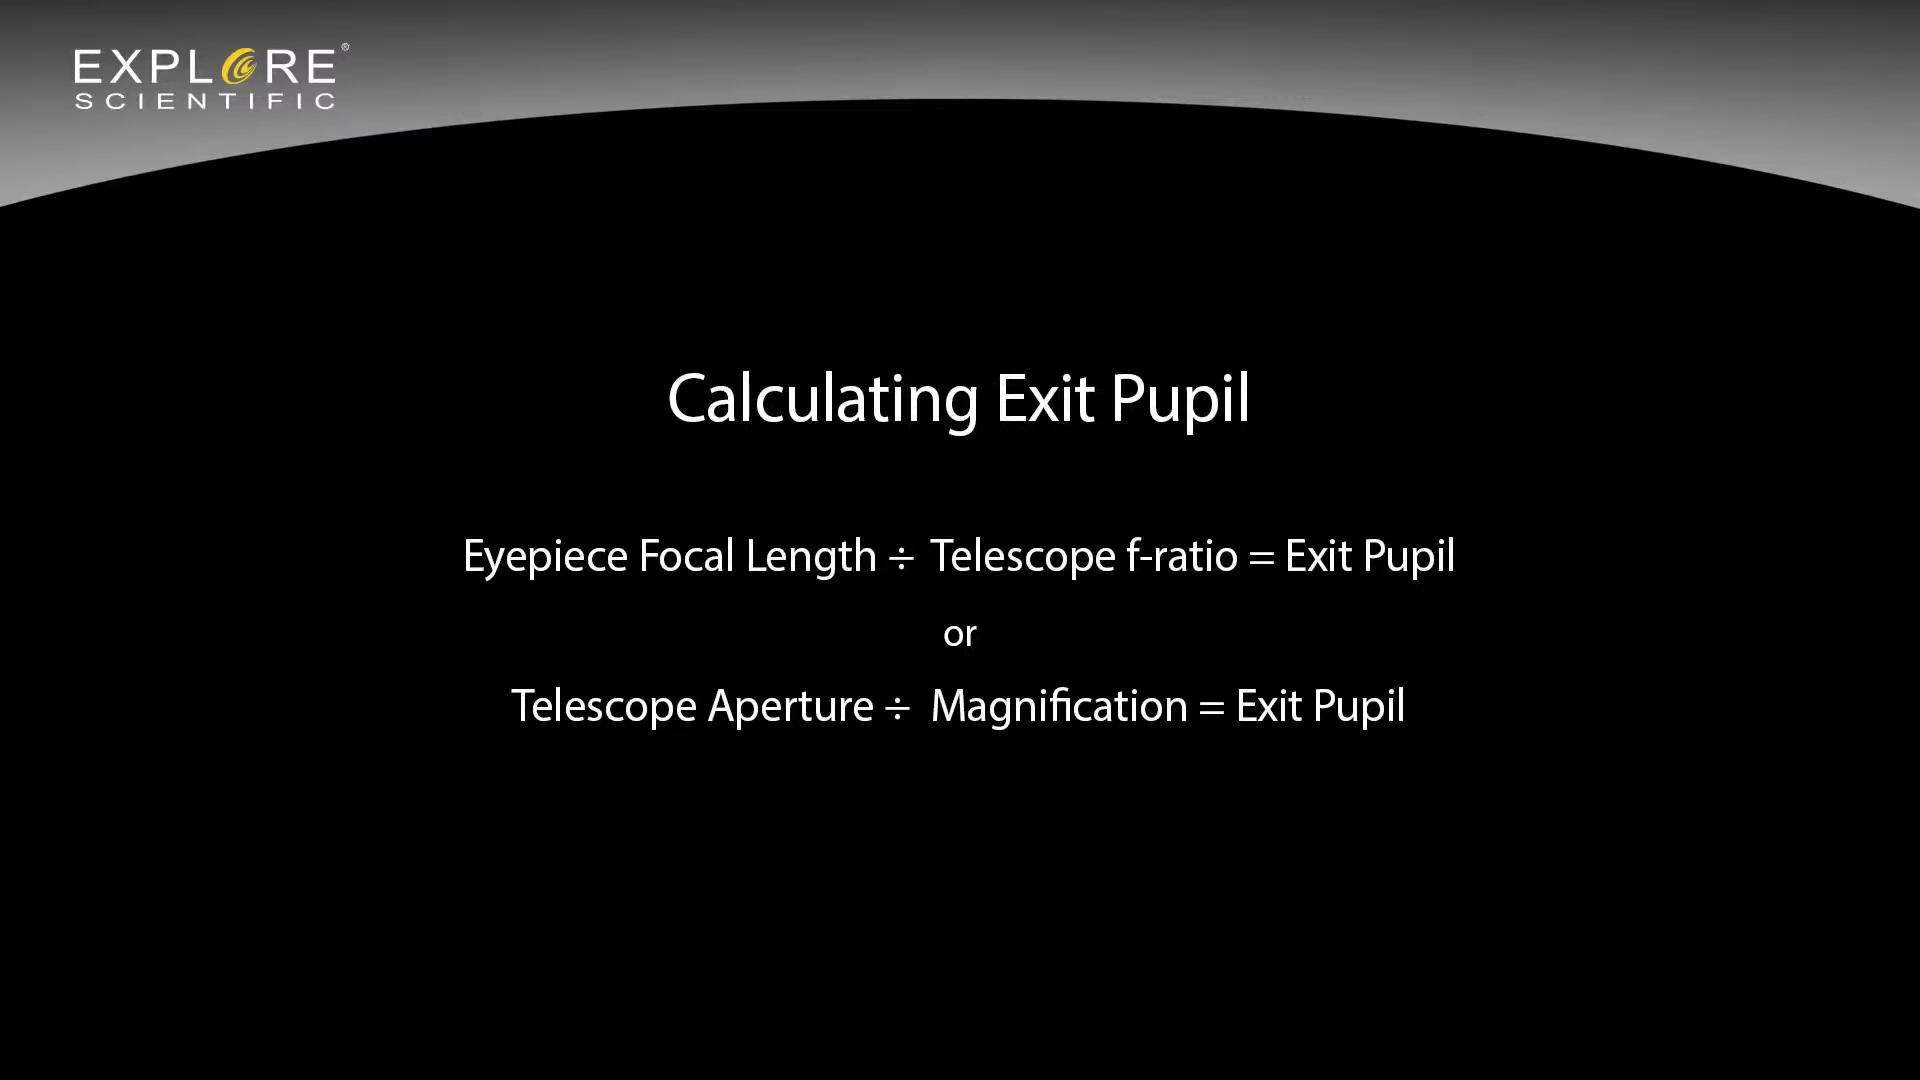 EXPLORE®
SCIENTIFIC
Calculating Exit Pupil
Eyepiece Focal Length ÷ Telescope f-ratio = Exit Pupil
or
Telescope Aperture ÷ Magnification = Exit Pupil